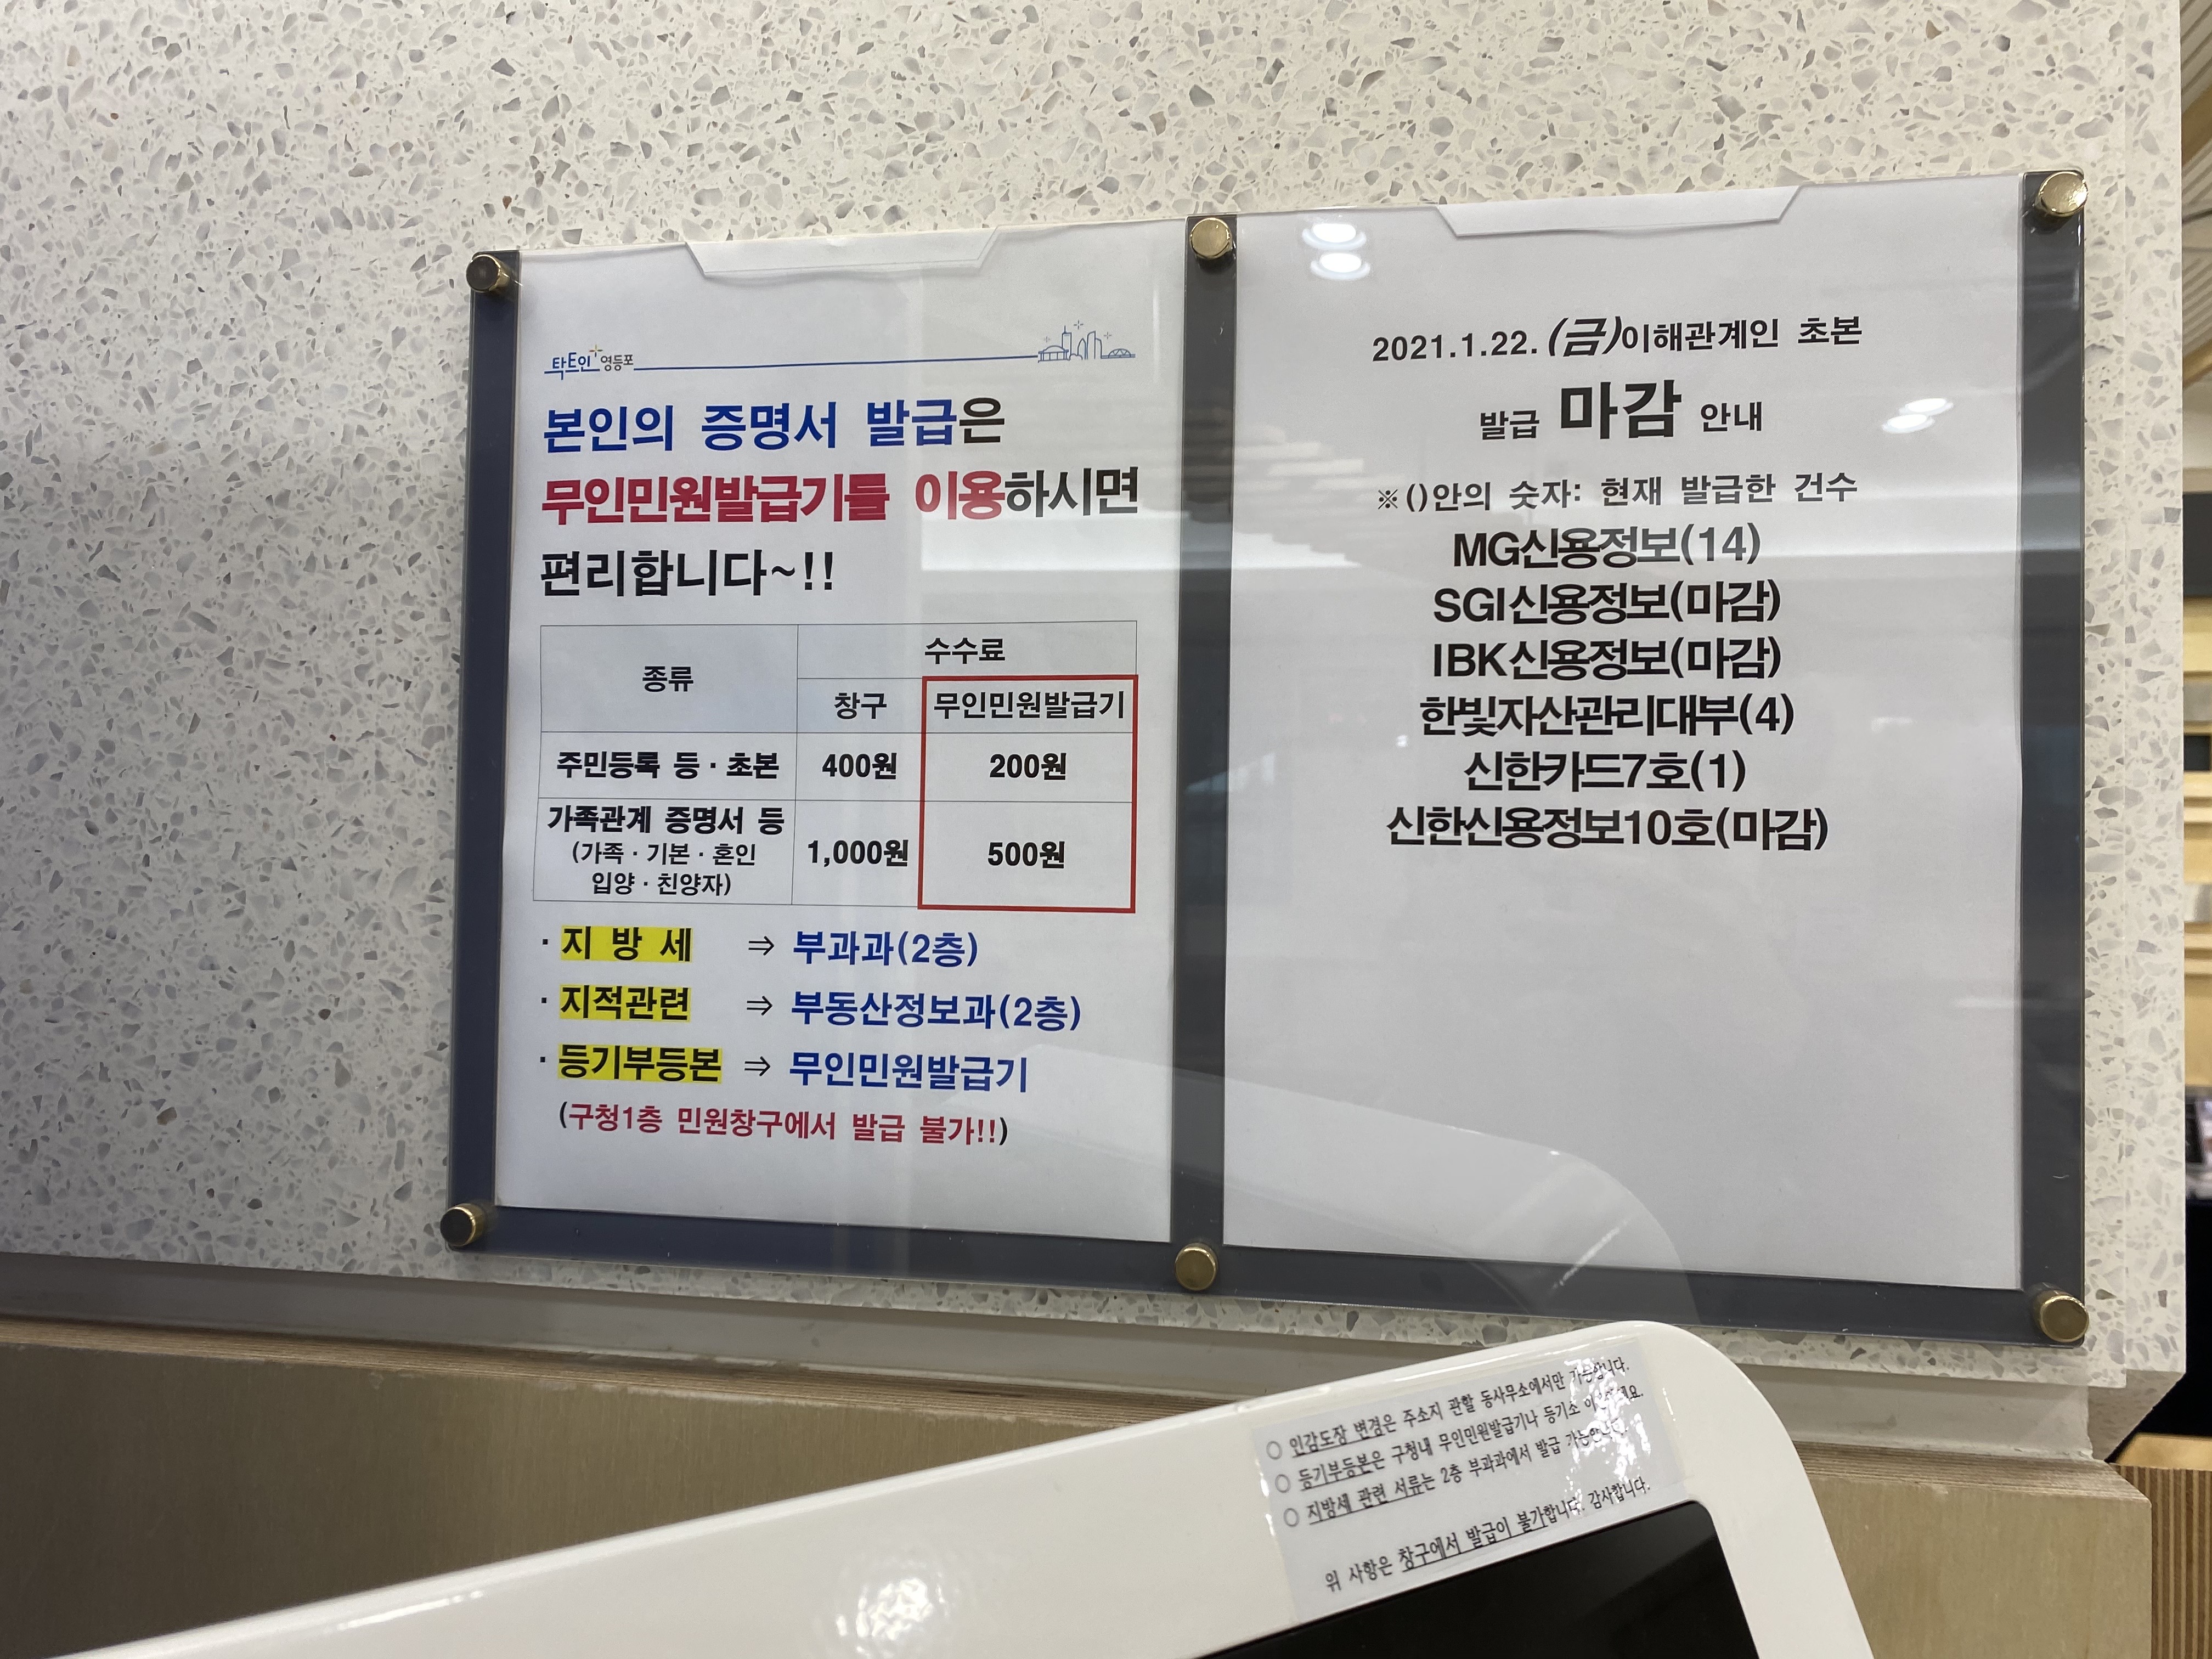 탁트인 영등포
본인의 증명서 발급은
무인민원발급기를 이용하시면
편리합니다~!!
종류
수수료
창구
무인민원발급기
주민등록 등 · 초본
400원
200원
가족관계 증명서 등
(가족 · 기본 · 혼인
입양 · 친양자)
1,000원
500원
· 지 방 세 ⇒ 부과과(2층)
· 지적관련 ⇒ 부동산정보과(2층)
· 등기부등본 ⇒ 무인민원발급기
(구청1층 민원창구에서 발급 불가!!)
2021.1.22.(금)이해관계인 초본
발급 마감 안내
※()안의 숫자: 현재 발급한 건수
MG신용정보(14)
SGI신용정보(마감)
IBK신용정보(마감)
한빛자산관리대부(4)
신한카드7호(1)
신한신용정보10호(마감)
○ 인감도장 변경은 주소지 관할 동사무소에서만 가능합니다.
○ 등기부등본은 구청내 무인민원발급기나 등기소
○ 지방세 관련 서류는 2층 부과과에서 발급 가능합니다.
위 사항은 창구에서 발급이 불가합니다. 감사합니다.